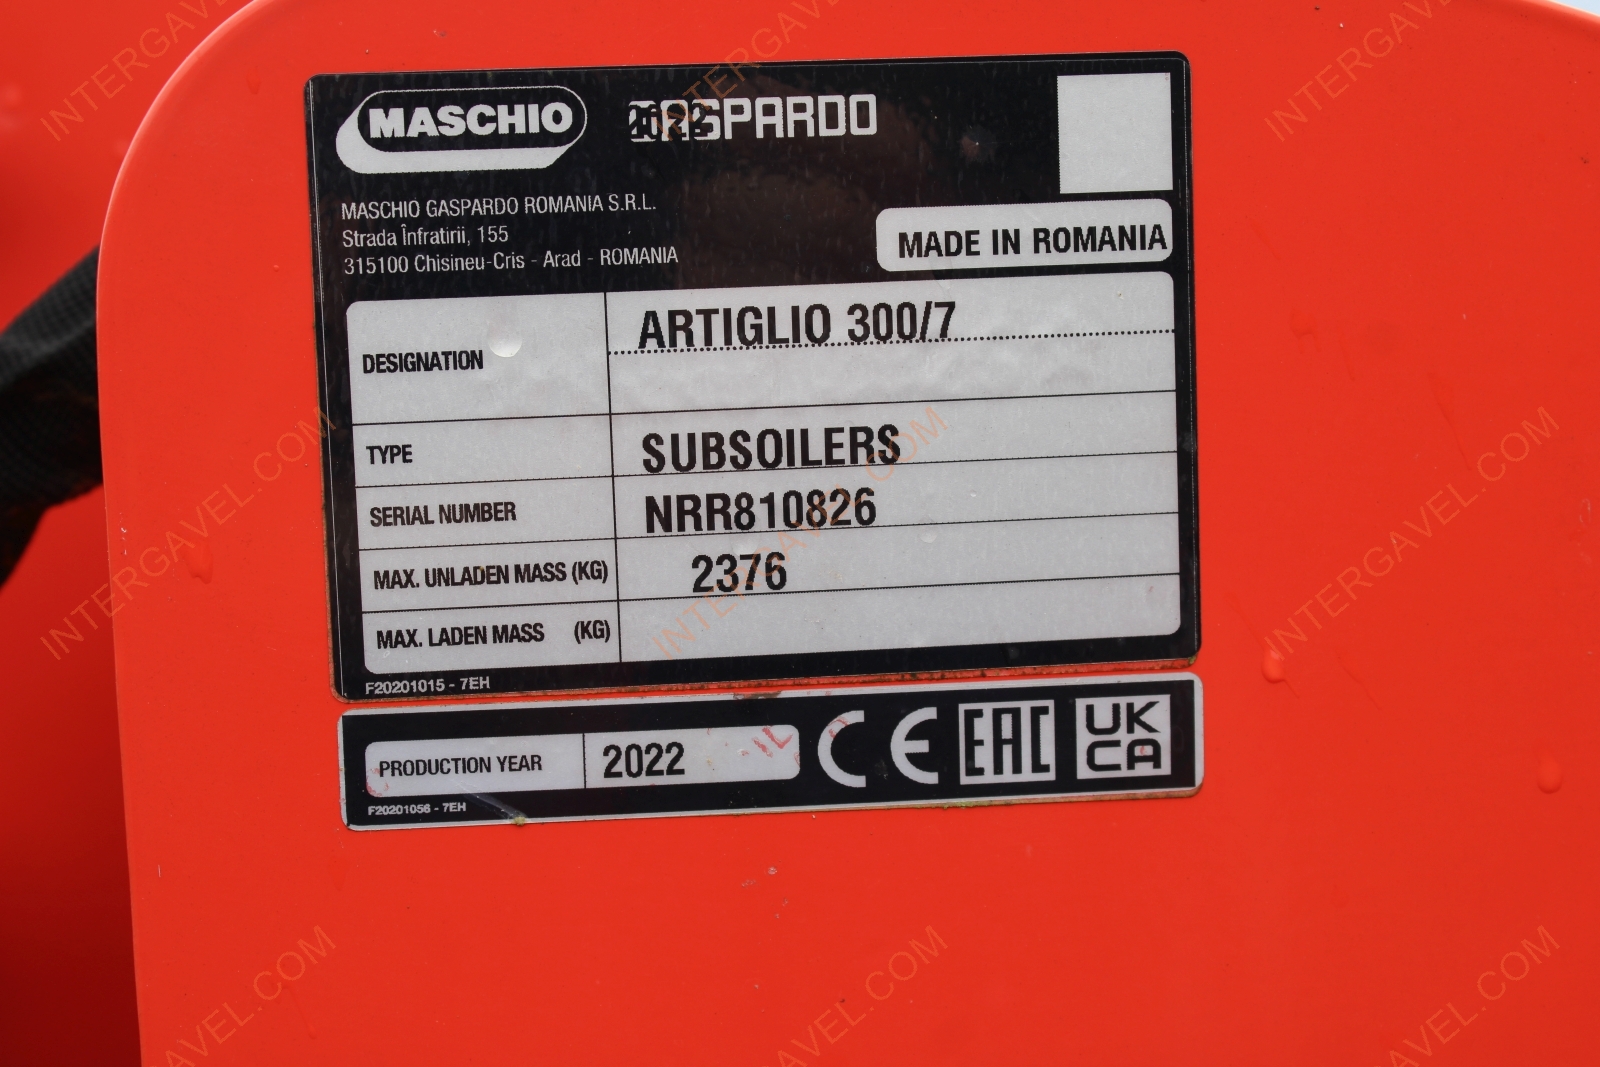 MASCHIO GASPARDO
MASCHIO GASPARDO ROMANIA S.R.L.
Strada Înfratirii, 155
315100 Chisineu-Cris - Arad - ROMANIA
MADE IN ROMANIA
DESIGNATION ARTIGLIO 300/7
TYPE SUBSOILERS
SERIAL NUMBER NRR810826
MAX. UNLADEN MASS (KG) 2376
MAX. LADEN MASS (KG)
F20201015 - 7EH
PRODUCTION YEAR 2022 CE EAC UK CA
F20201056 - 7EH
INTERGAVEL.COM